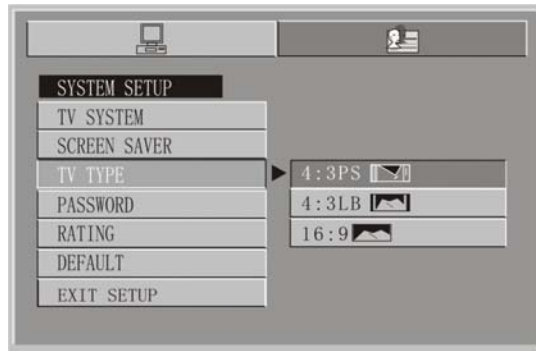 SYSTEM SETUP
TV SYSTEM
SCREEN SAVER
TV TYPE
PASSWORD
RATING
DEFAULT
EXIT SETUP
4:3PS
4:3LB
16:9